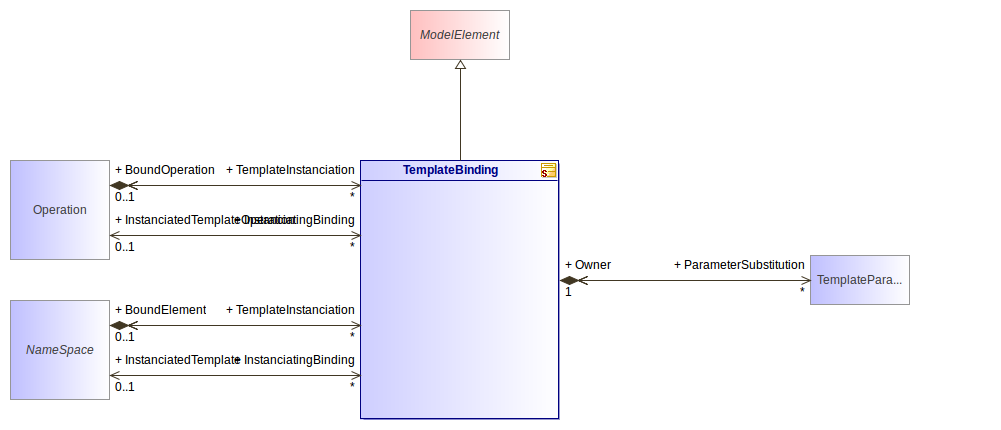 ModelElement
TemplateBinding
S
+ BoundOperation
+ TemplateInstanciation
0..1
*
Operation
+ InstanciatedTemplateOperation
+ InstanciatingBinding
0..1
*
+ Owner
+ ParameterSubstitution
1
*
TemplatePara...
+ BoundElement
+ TemplateInstanciation
0..1
*
NameSpace
+ InstanciatedTemplate
+ InstanciatingBinding
0..1
*